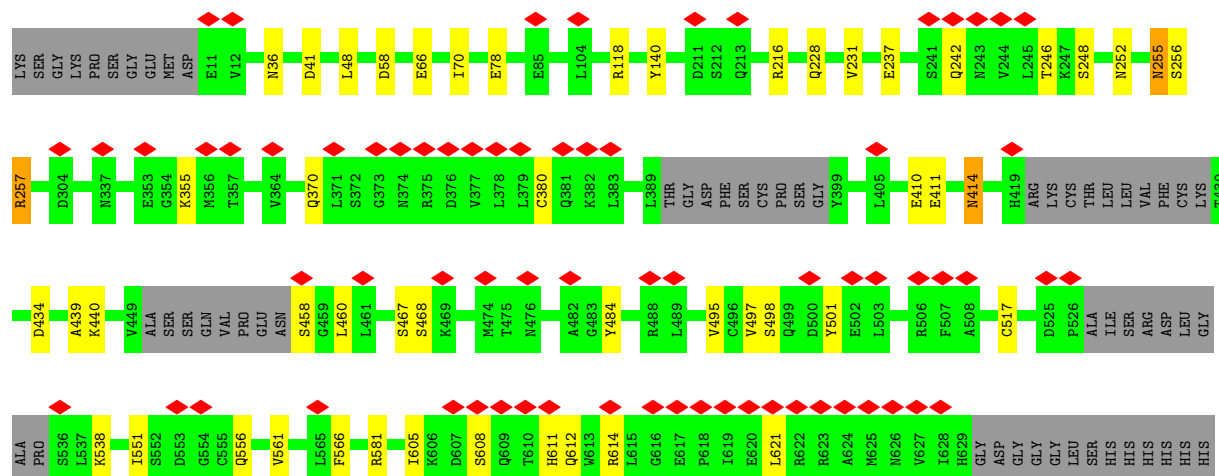 LYS SER GLY LYS PRO SER GLY GLU MET ASP E11 V12 N36 D41 L48 D58 E66 I70 E78 E85 L104 R118 Y140 D211 S212 Q213 R216 Q228 V231 E237 S241 Q242 N243 V244 L245 T246 K247 S248 N252 N255 S256
R257 D304 N337 E353 G354 K355 M356 T357 V364 Q370 L371 S372 G373 N374 R375 D376 V377 L378 L379 C380 Q381 K382 L383 L389 THR GLY ASP PHE SER CYS PRO SER GLY Y399 L405 E410 E411 N414 H419 ARG LYS CYS THR LEU LEU VAL PHE CYS LYS T430
D434 A439 K440 V449 ALA SER SER GLN VAL PRO GLU ASN S458 G459 L460 L461 S467 S468 K469 M474 T475 N476 A482 G483 Y484 R488 L489 V495 C496 V497 S498 Q499 D500 Y501 E502 L503 R506 F507 A508 C517 D525 P526 ALA ILE SER ARG ASP LEU GLY
ALA PRO S536 L537 K538 I551 S552 D553 G554 C555 Q556 V561 L565 F566 R581 I605 K606 D607 S608 Q609 T610 H611 Q612 W613 R614 L615 G616 E617 P618 I619 E620 L621 R622 R623 A624 M625 N626 V627 I628 H629 GLY ASP GLY GLY GLY LEU SER HIS HIS HIS HIS HIS HIS